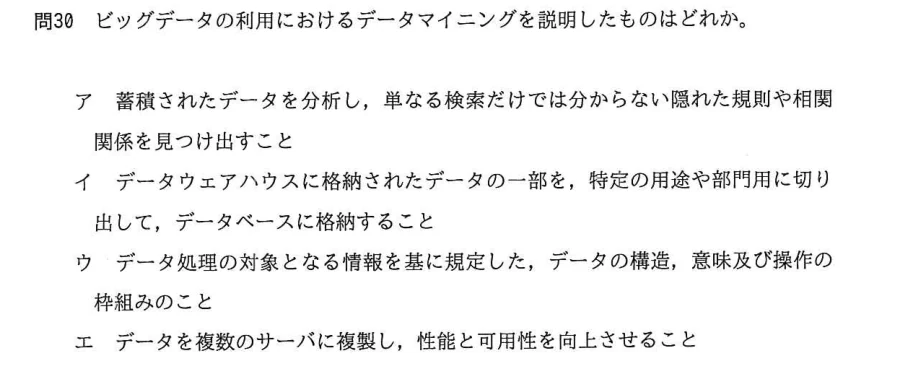 問30　ビッグデータの利用におけるデータマイニングを説明したものはどれか。
ア　蓄積されたデータを分析し，単なる検索だけでは分からない隠れた規則や相関
関係を見つけ出すこと
イ　データウェアハウスに格納されたデータの一部を，特定の用途や部門用に切り
出して，データベースに格納すること
ウ　データ処理の対象となる情報を基に規定した，データの構造，意味及び操作の
枠組みのこと
エ　データを複数のサーバに複製し，性能と可用性を向上させること